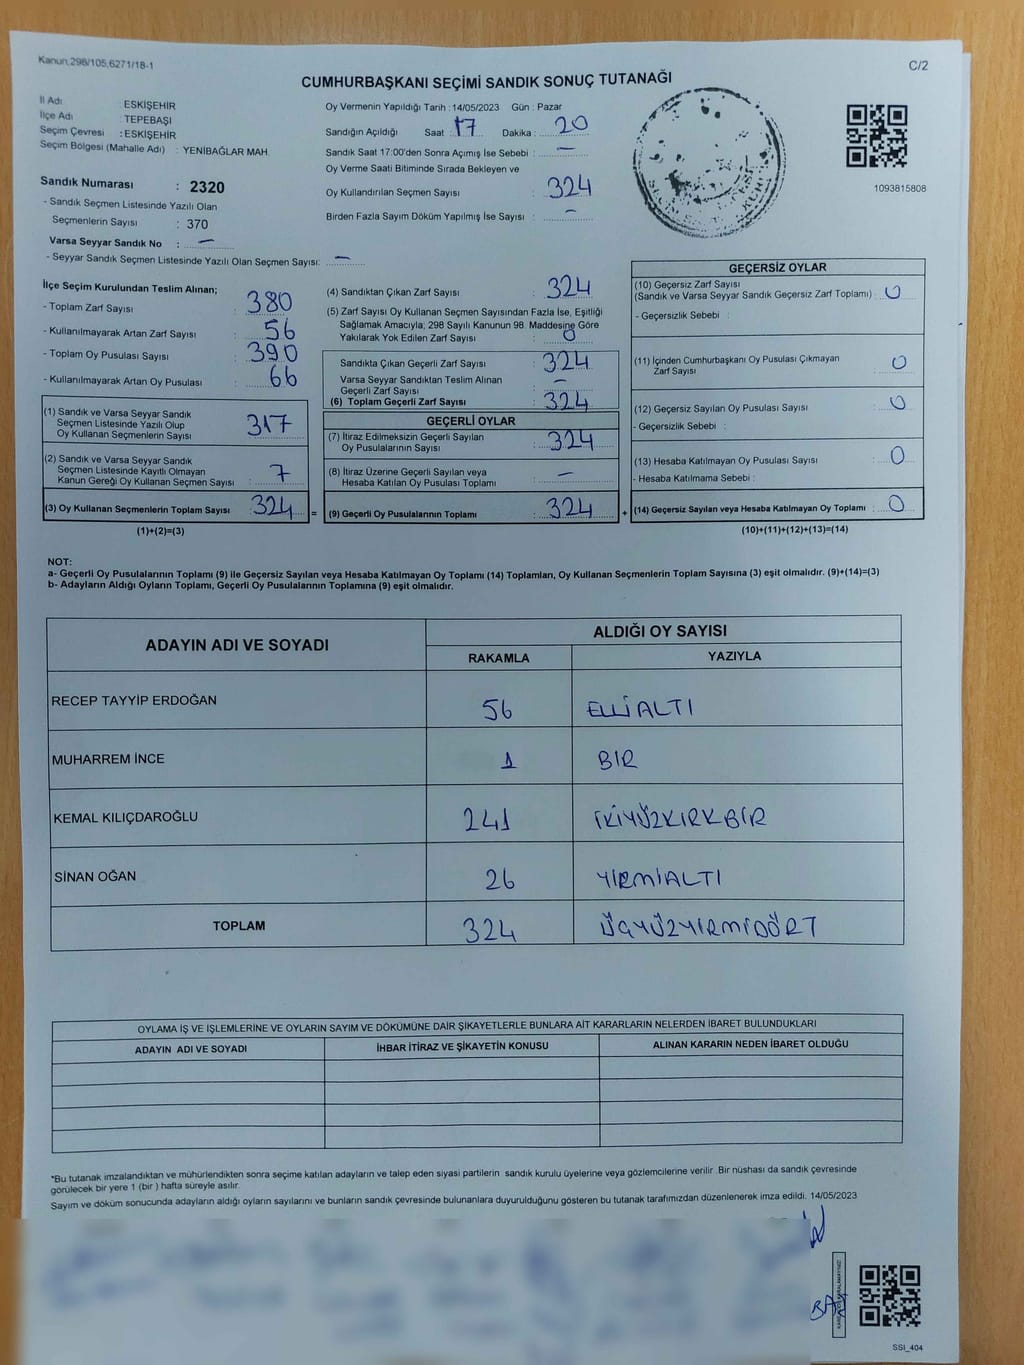 Kanun,298/105,6271/18-1
C/2
CUMHURBAŞKANI SEÇİMİ SANDIK SONUÇ TUTANAĞI
İl Adı : ESKİŞEHİR
İlçe Adı : TEPEBAŞI
Seçim Çevresi : ESKİŞEHİR
Seçim Bölgesi (Mahalle Adı) : YENİBAĞLAR MAH.
Sandık Numarası : 2320
- Sandık Seçmen Listesinde Yazılı Olan
Seçmenlerin Sayısı : 370
Varsa Seyyar Sandık No : —
- Seyyar Sandık Seçmen Listesinde Yazılı Olan Seçmen Sayısı: —
Oy Vermenin Yapıldığı Tarih : 14/05/2023 Gün : Pazar
Sandığın Açıldığı Saat : 17 Dakika : 20
Sandık Saat 17:00'den Sonra Açımış İse Sebebi : —
Oy Verme Saati Bitiminde Sırada Bekleyen ve
Oy Kullandırılan Seçmen Sayısı : 324
Birden Fazla Sayım Döküm Yapılmış İse Sayısı : —
1093815808
İlçe Seçim Kurulundan Teslim Alınan;
- Toplam Zarf Sayısı : 380
- Kullanılmayarak Artan Zarf Sayısı : 56
- Toplam Oy Pusulası Sayısı : 390
- Kullanılmayarak Artan Oy Pusulası : 66
(1) Sandık ve Varsa Seyyar Sandık
Seçmen Listesinde Yazılı Olup
Oy Kullanan Seçmenlerin Sayısı : 317
(2) Sandık ve Varsa Seyyar Sandık
Seçmen Listesinde Kayıtlı Olmayan
Kanun Gereği Oy Kullanan Seçmen Sayısı : 7
(3) Oy Kullanan Seçmenlerin Toplam Sayısı : 324 =
(1)+(2)=(3)
(4) Sandıktan Çıkan Zarf Sayısı : 324
(5) Zarf Sayısı Oy Kullanan Seçmen Sayısından Fazla İse, Eşitliği
Sağlamak Amacıyla; 298 Sayılı Kanunun 98. Maddesine Göre
Yakılarak Yok Edilen Zarf Sayısı : 0
Sandıkta Çıkan Geçerli Zarf Sayısı : 324
Varsa Seyyar Sandıktan Teslim Alınan : —
Geçerli Zarf Sayısı
(6) Toplam Geçerli Zarf Sayısı : 324
GEÇERLİ OYLAR
(7) İtiraz Edilmeksizin Geçerli Sayılan
Oy Pusulalarının Sayısı : 324
(8) İtiraz Üzerine Geçerli Sayılan veya
Hesaba Katılan Oy Pusulası Toplamı : —
(9) Geçerli Oy Pusulalarının Toplamı : 324 +
GEÇERSİZ OYLAR
(10) Geçersiz Zarf Sayısı
(Sandık ve Varsa Seyyar Sandık Geçersiz Zarf Toplamı) : 0
- Geçersizlik Sebebi :
(11) İçinden Cumhurbaşkanı Oy Pusulası Çıkmayan
Zarf Sayısı : 0
(12) Geçersiz Sayılan Oy Pusulası Sayısı : 0
- Geçersizlik Sebebi :
(13) Hesaba Katılmayan Oy Pusulası Sayısı : 0
- Hesaba Katılmama Sebebi :
(14) Geçersiz Sayılan veya Hesaba Katılmayan Oy Toplamı : 0
(10)+(11)+(12)+(13)=(14)
NOT:
a- Geçerli Oy Pusulalarının Toplamı (9) ile Geçersiz Sayılan veya Hesaba Katılmayan Oy Toplamı (14) Toplamları, Oy Kullanan Seçmenlerin Toplam Sayısına (3) eşit olmalıdır. (9)+(14)=(3)
b- Adayların Aldığı Oyların Toplamı, Geçerli Oy Pusulalarının Toplamına (9) eşit olmalıdır.
ADAYIN ADI VE SOYADI ALDIĞI OY SAYISI
RAKAMLA YAZIYLA
RECEP TAYYİP ERDOĞAN 56 ELLİALTI
MUHARREM İNCE 1 BİR
KEMAL KILIÇDAROĞLU 241 İKİYÜZKIRKBİR
SİNAN OĞAN 26 YİRMİALTI
TOPLAM 324 ÜÇYÜZYİRMİDÖRT
OYLAMA İŞ VE İŞLEMLERİNE VE OYLARIN SAYIM VE DÖKÜMÜNE DAİR ŞİKAYETLERLE BUNLARA AİT KARARLARIN NELERDEN İBARET BULUNDUKLARI
ADAYIN ADI VE SOYADI İHBAR İTİRAZ VE ŞİKAYETİN KONUSU ALINAN KARARIN NEDEN İBARET OLDUĞU
*Bu tutanak imzalandıktan ve mühürlendikten sonra seçime katılan adayların ve talep eden siyasi partilerin sandık kurulu üyelerine veya gözlemcilerine verilir .Bir nüshası da sandık çevresinde
görülecek bir yere 1 (bir ) hafta süreyle asılır.
Sayım ve döküm sonucunda adayların aldığı oyların sayılarını ve bunların sandık çevresinde bulunanlara duyurulduğunu gösteren bu tutanak tarafımızdan düzenlenerek imza edildi. 14/05/2023
SSI_404